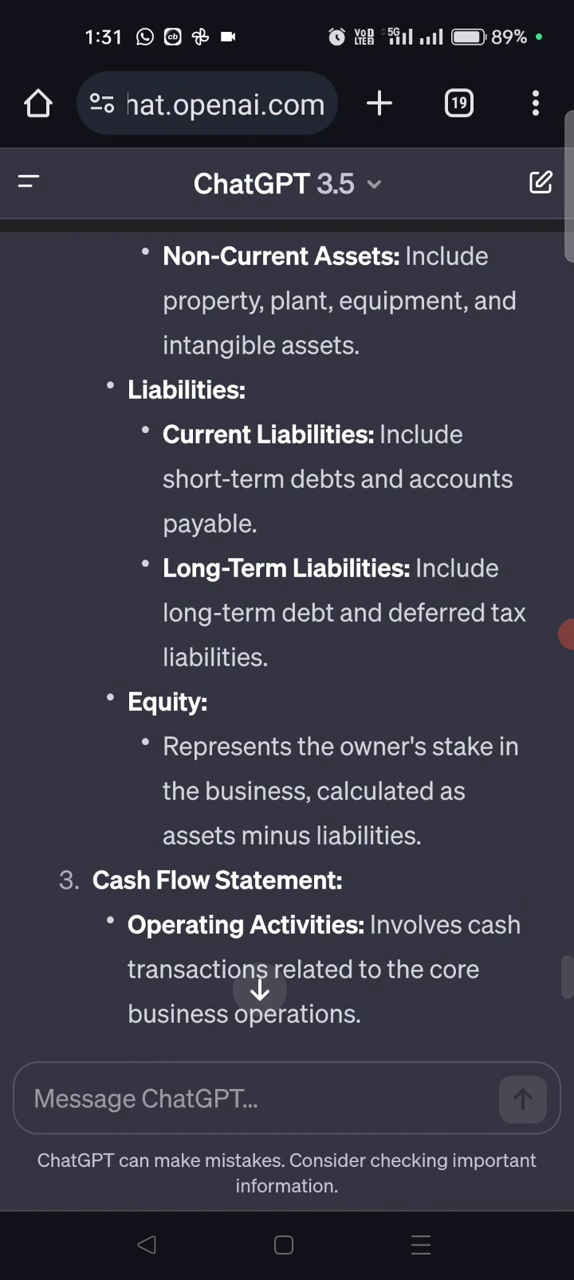 1:31 89%
hat.openai.com 19
ChatGPT 3.5
• Non-Current Assets: Include
property, plant, equipment, and
intangible assets.
• Liabilities:
• Current Liabilities: Include
short-term debts and accounts
payable.
• Long-Term Liabilities: Include
long-term debt and deferred tax
liabilities.
• Equity:
• Represents the owner's stake in
the business, calculated as
assets minus liabilities.
3. Cash Flow Statement:
• Operating Activities: Involves cash
transactions related to the core
business operations.
Message ChatGPT...
ChatGPT can make mistakes. Consider checking important
information.